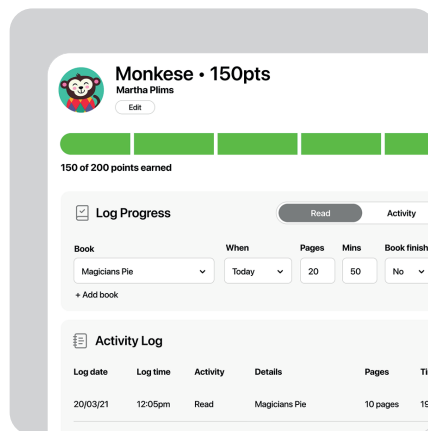 Monkese • 150pts
Martha Plims
Edit
150 of 200 points earned
Log Progress
Read
Activity
Book
When
Pages
Mins
Book finish
Magicians Pie
Today
20
50
No
+ Add book
Activity Log
Log date
Log time
Activity
Details
Pages
Ti
20/03/21
12:05pm
Read
Magicians Pie
10 pages
19